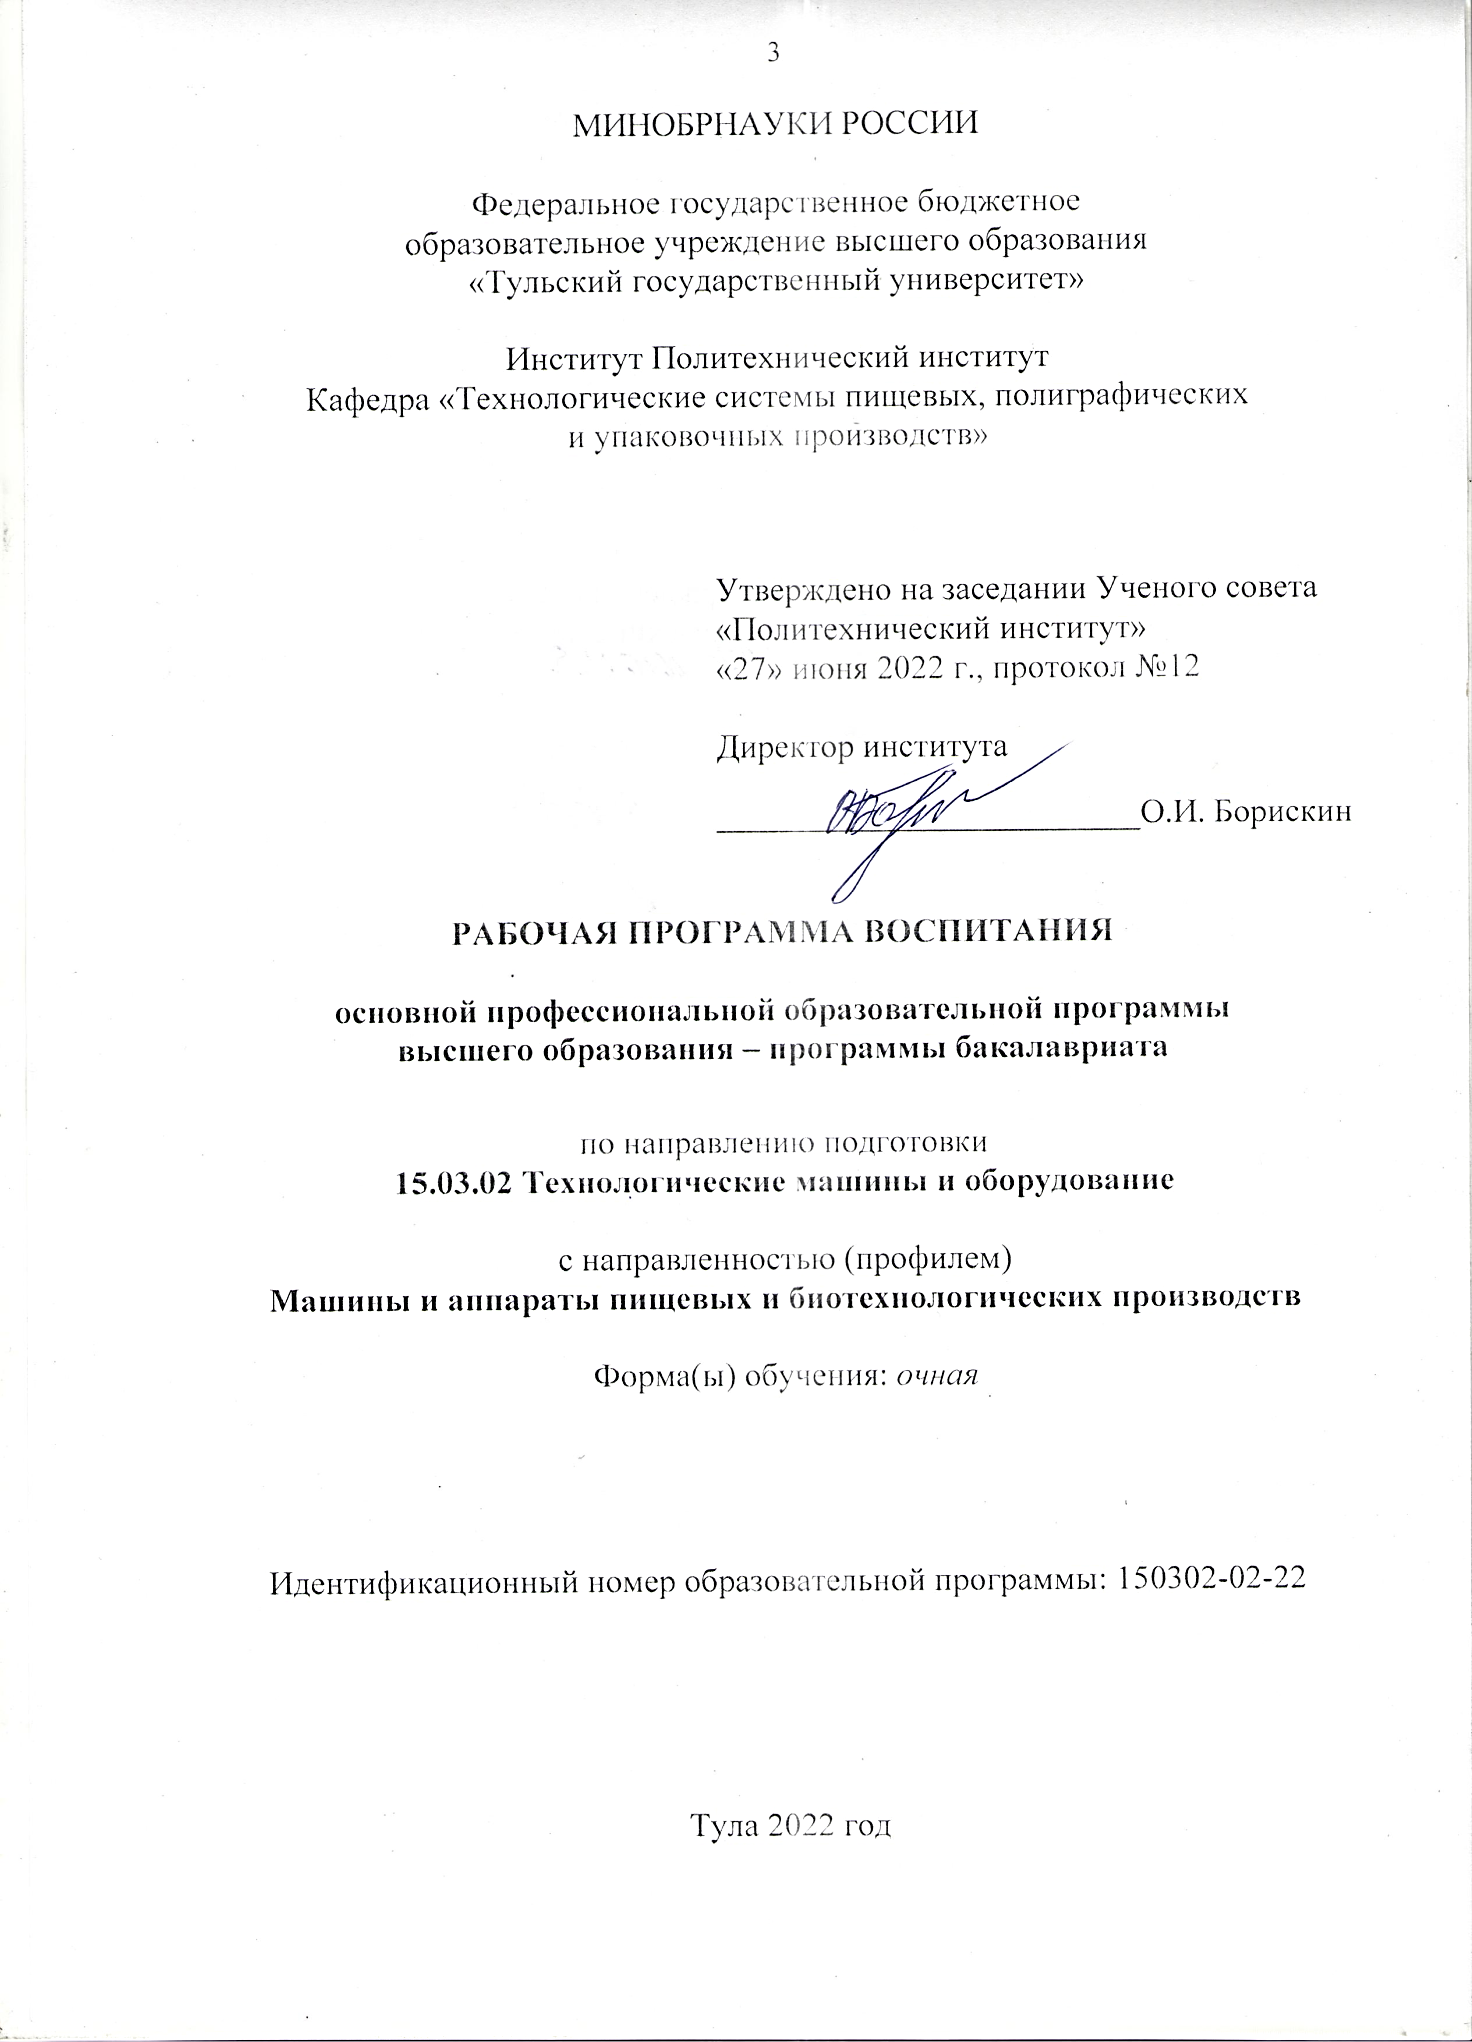 3
МИНОБРНАУКИ РОССИИ
Федеральное государственное бюджетное
образовательное учреждение высшего образования
«Тульский государственный университет»
Институт Политехнический институт
Кафедра «Технологические системы пищевых, полиграфических
и упаковочных производств»
Утверждено на заседании Ученого совета
«Политехнический институт»
«27» июня 2022 г., протокол №12
Директор института
О.И. Борискин
РАБОЧАЯ ПРОГРАММА ВОСПИТАНИЯ
основной профессиональной образовательной программы
высшего образования – программы бакалавриата
по направлению подготовки
15.03.02 Технологические машины и оборудование
с направленностью (профилем)
Машины и аппараты пищевых и биотехнологических производств
Форма(ы) обучения: очная
Идентификационный номер образовательной программы: 150302-02-22
Тула 2022 год